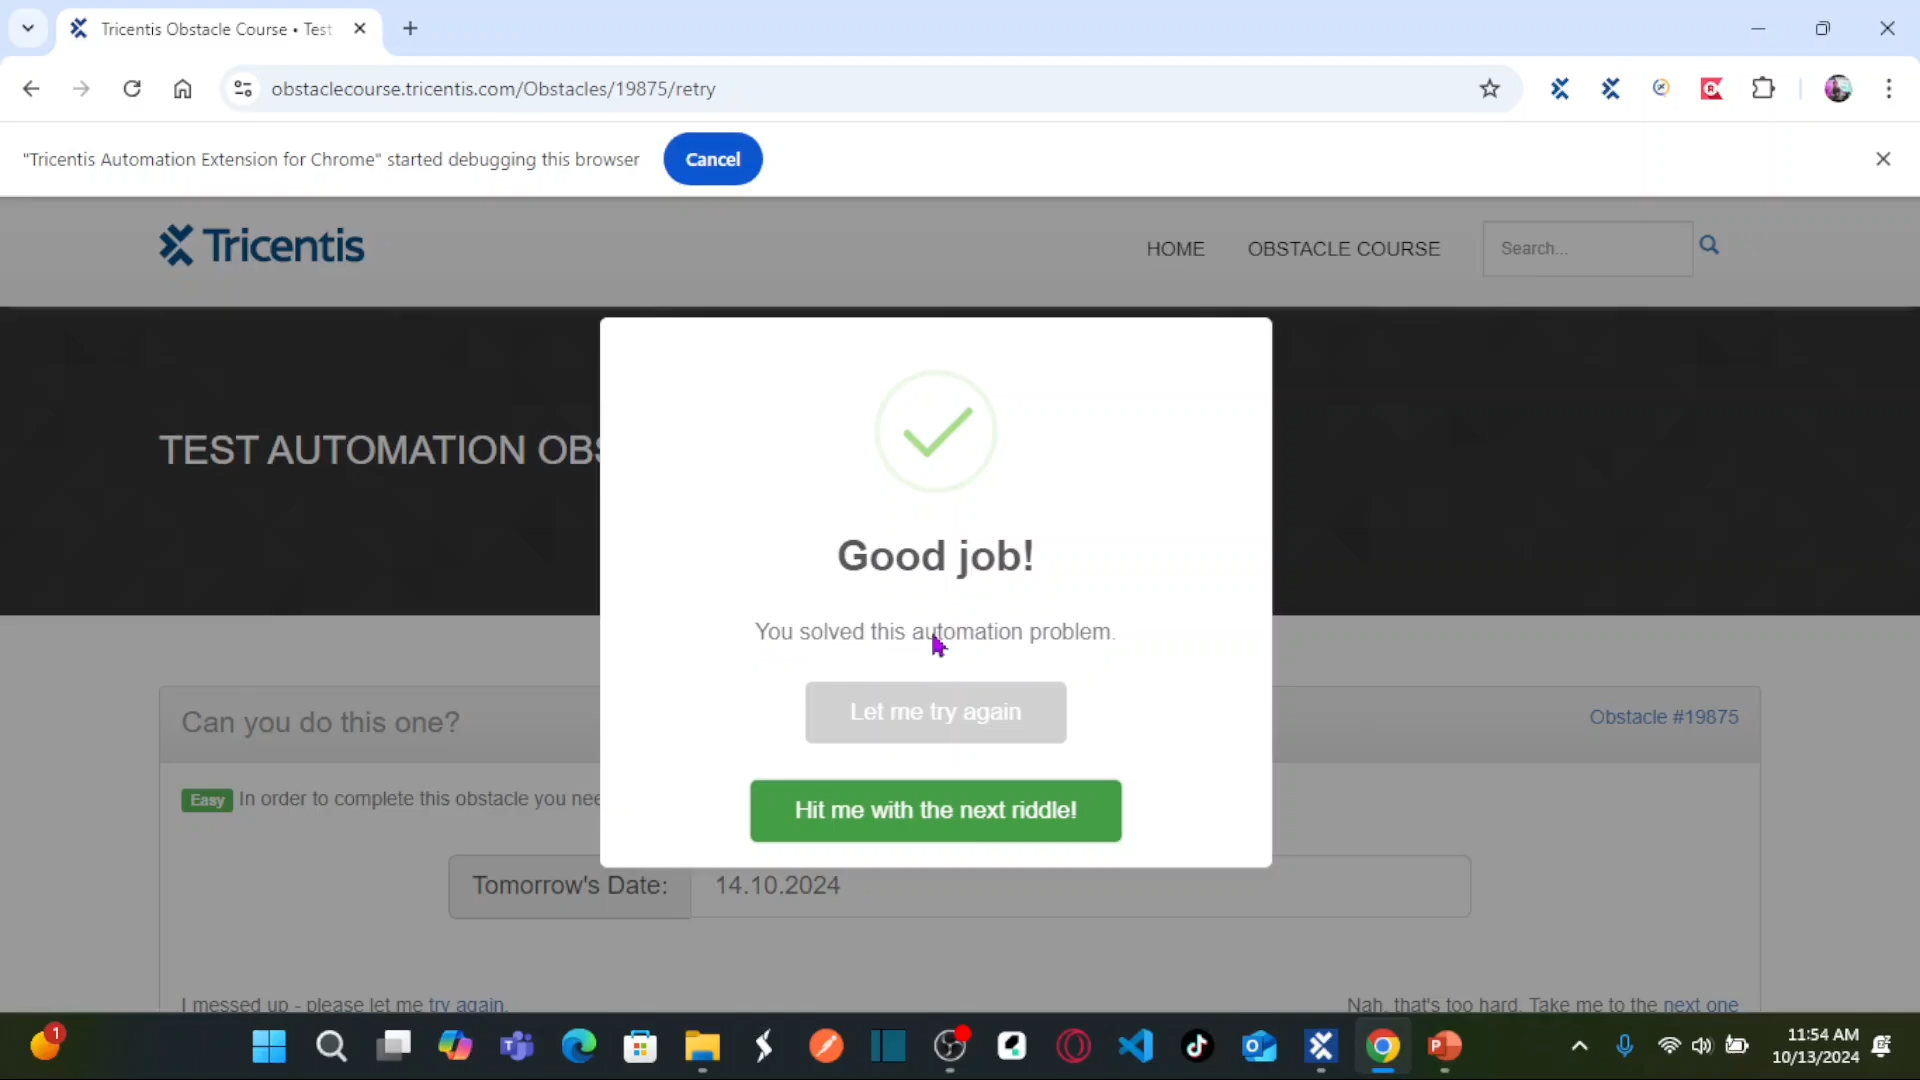 Tricentis Obstacle Course • Test
obstaclecourse.tricentis.com/Obstacles/19875/retry
"Tricentis Automation Extension for Chrome" started debugging this browser
Cancel
Tricentis
HOME
OBSTACLE COURSE
Search...
TEST AUTOMATION OBS
Good job!
You solved this automation problem.
Let me try again
Hit me with the next riddle!
Can you do this one?
Obstacle #19875
Easy In order to complete this obstacle you nee
Tomorrow's Date:
14.10.2024
I messed up - please let me try again.
Nah, that's too hard. Take me to the next one
1
11:54 AM
10/13/2024